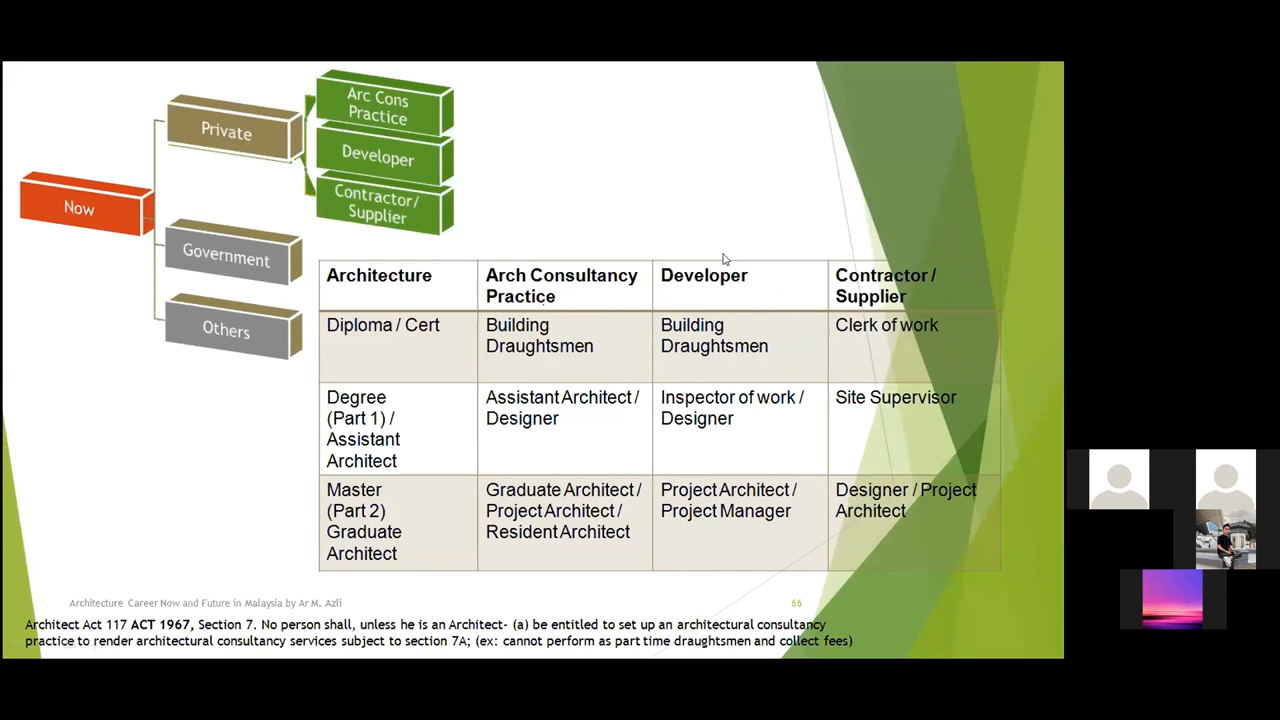 Arc Cons
Practice
Private
Developer
Now
Contractor/
Supplier
Government
Others
Architecture
Arch Consultancy
Practice
Developer
Contractor /
Supplier
Diploma / Cert
Building
Draughtsmen
Building
Draughtsmen
Clerk of work
Degree
(Part 1) /
Assistant
Architect
Assistant Architect /
Designer
Inspector of work /
Designer
Site Supervisor
Master
(Part 2)
Graduate
Architect
Graduate Architect /
Project Architect /
Resident Architect
Project Architect /
Project Manager
Designer / Project
Architect
Architecture Career Now and Future in Malaysia by Ar M. Azli
66
Architect Act 117 ACT 1967, Section 7. No person shall, unless he is an Architect- (a) be entitled to set up an architectural consultancy
practice to render architectural consultancy services subject to section 7A; (ex: cannot perform as part time draughtsmen and collect fees)